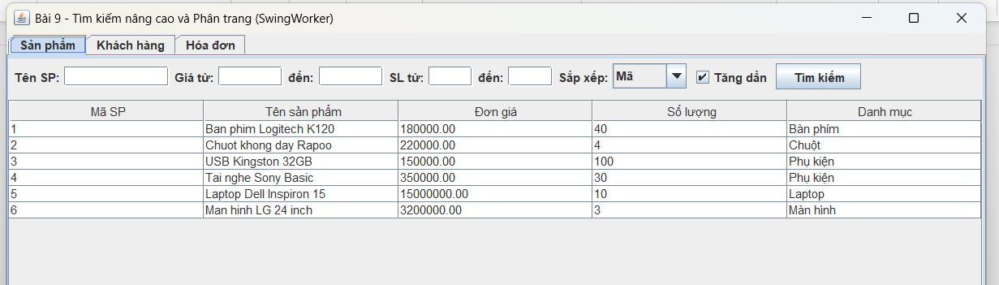 Bài 9 - Tìm kiếm nâng cao và Phân trang (SwingWorker)
Sản phẩm Khách hàng Hóa đơn
Tên SP: Giá từ: đến: SL từ: đến: Sắp xếp: Mã Tăng dần Tìm kiếm
Mã SP Tên sản phẩm Đơn giá Số lượng Danh mục
1 Ban phim Logitech K120 180000.00 40 Bàn phím
2 Chuot khong day Rapoo 220000.00 4 Chuột
3 USB Kingston 32GB 150000.00 100 Phụ kiện
4 Tai nghe Sony Basic 350000.00 30 Phụ kiện
5 Laptop Dell Inspiron 15 15000000.00 10 Laptop
6 Man hinh LG 24 inch 3200000.00 3 Màn hình